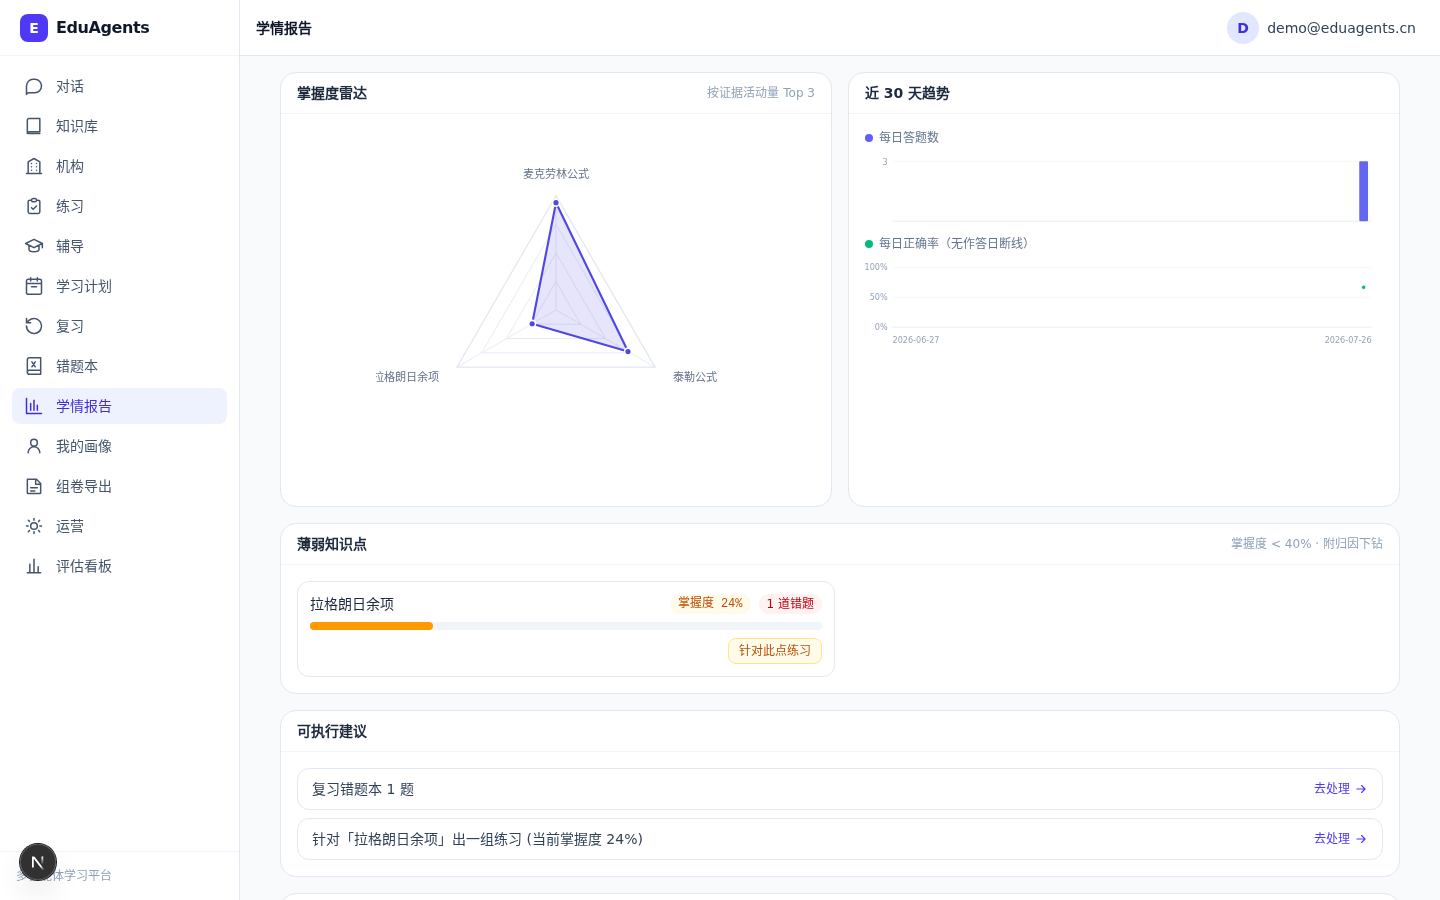 E EduAgents
学情报告
D demo@eduagents.cn
对话
知识库
机构
练习
辅导
学习计划
复习
错题本
学情报告
我的画像
组卷导出
运营
评估看板
N
体学习平台
掌握度雷达
按证据活动量 Top 3
麦克劳林公式
拉格朗日余项
泰勒公式
近 30 天趋势
每日答题数
3
每日正确率（无作答日断线）
100%
50%
0%
2026-06-27
2026-07-26
薄弱知识点
掌握度 < 40% · 附归因下钻
拉格朗日余项
掌握度 24%
1 道错题
针对此点练习
可执行建议
复习错题本 1 题
去处理 →
针对「拉格朗日余项」出一组练习 (当前掌握度 24%)
去处理 →